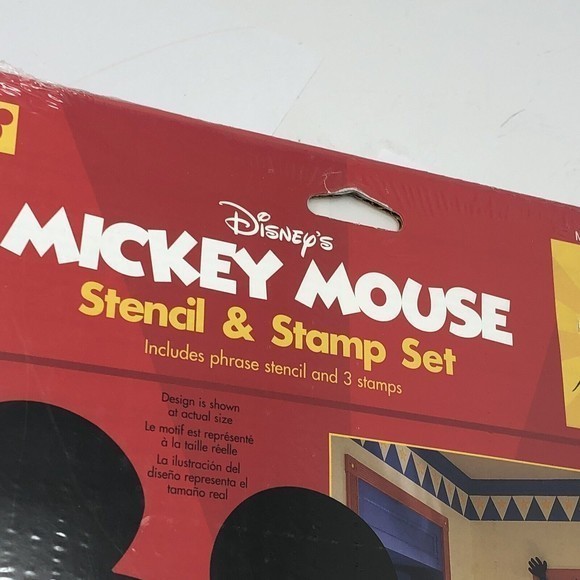 Disney's
MICKEY MOUSE
Stencil & Stamp Set
Includes phrase stencil and 3 stamps
Design is shown
at actual size
Le motif est représenté
à la taille réelle
La ilustración del
diseño representa el
tamaño real